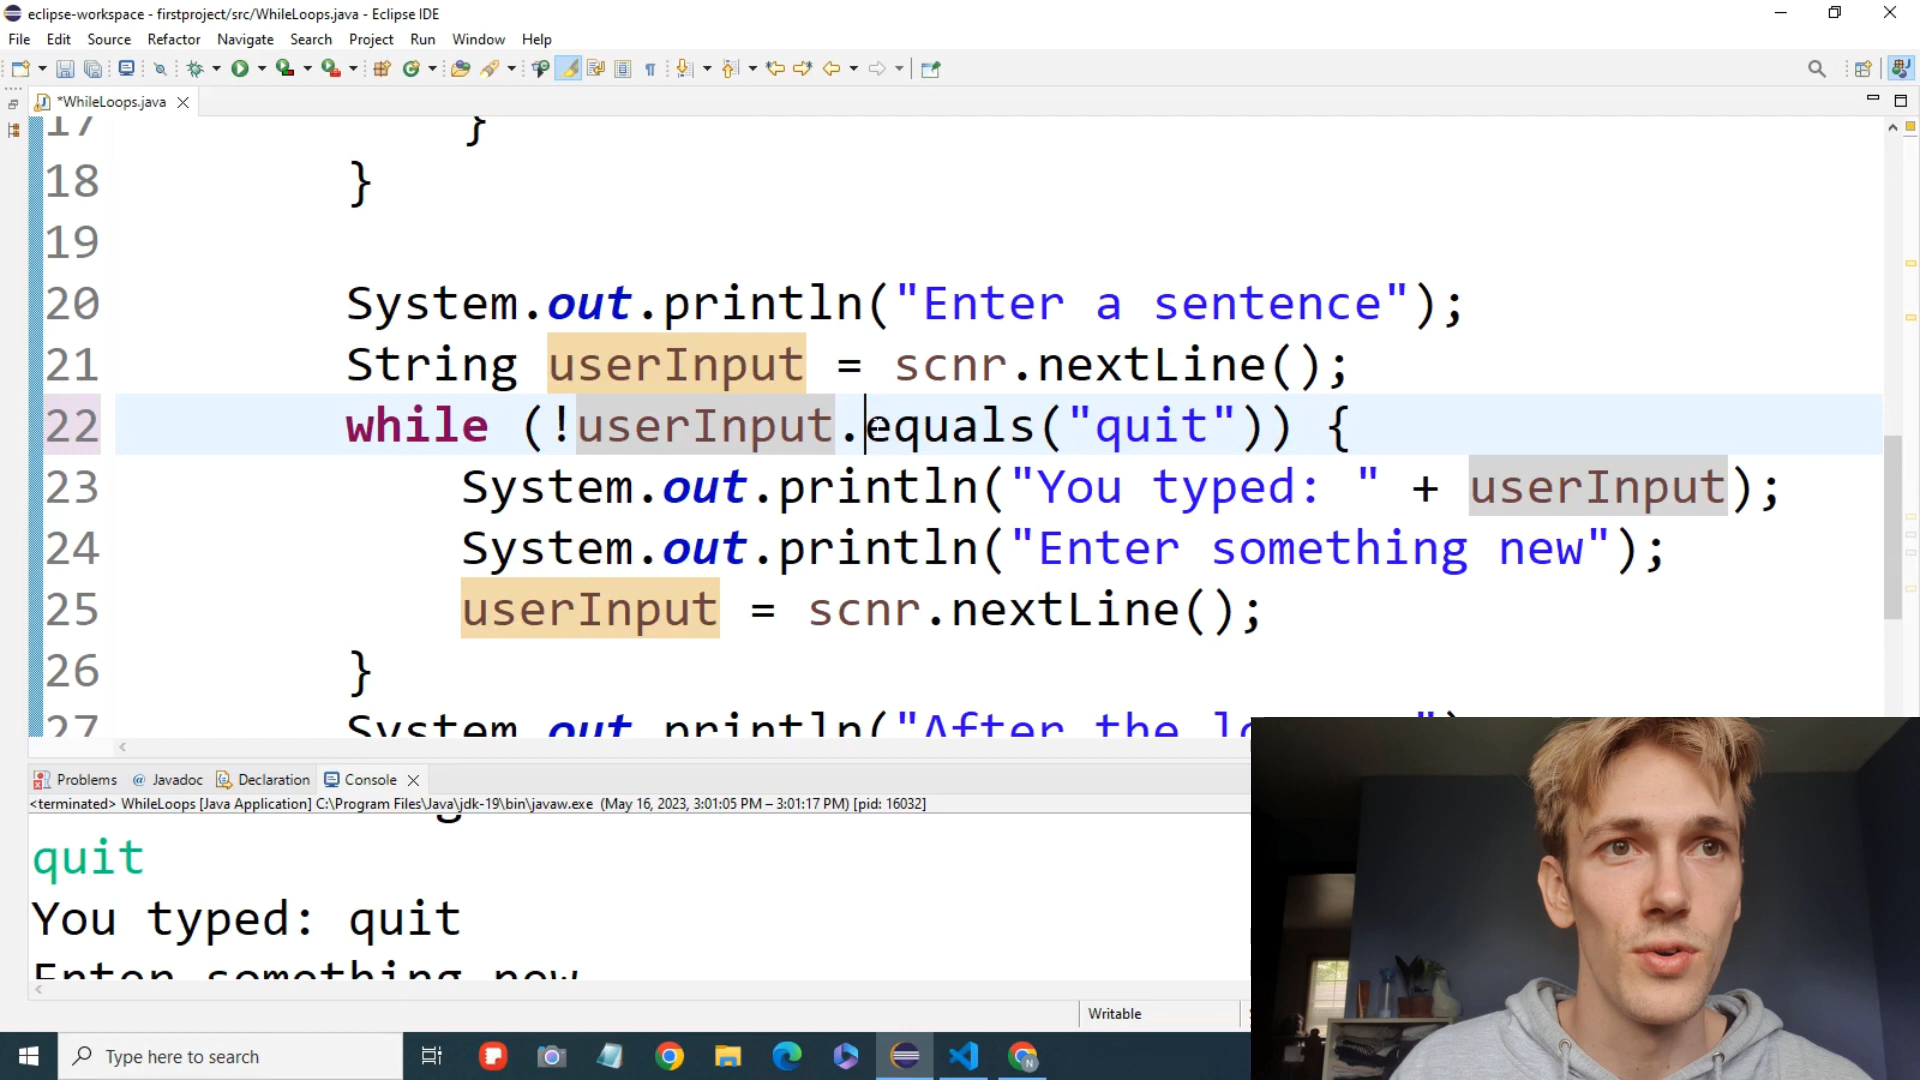 eclipse-workspace - firstproject/src/WhileLoops.java - Eclipse IDE
File Edit Source Refactor Navigate Search Project Run Window Help
*WhileLoops.java
17 }
18 }
19
20 System.out.println("Enter a sentence");
21 String userInput = scnr.nextLine();
22 while (!userInput.equals("quit")) {
23 System.out.println("You typed: " + userInput);
24 System.out.println("Enter something new");
25 userInput = scnr.nextLine();
26 }
27 System.out.println("After the
Problems @ Javadoc Declaration Console
<terminated> WhileLoops [Java Application] C:\Program Files\Java\jdk-19\bin\javaw.exe (May 16, 2023, 3:01:05 PM – 3:01:17 PM) [pid: 16032]
quit
You typed: quit
Enter something new
Writable
Type here to search